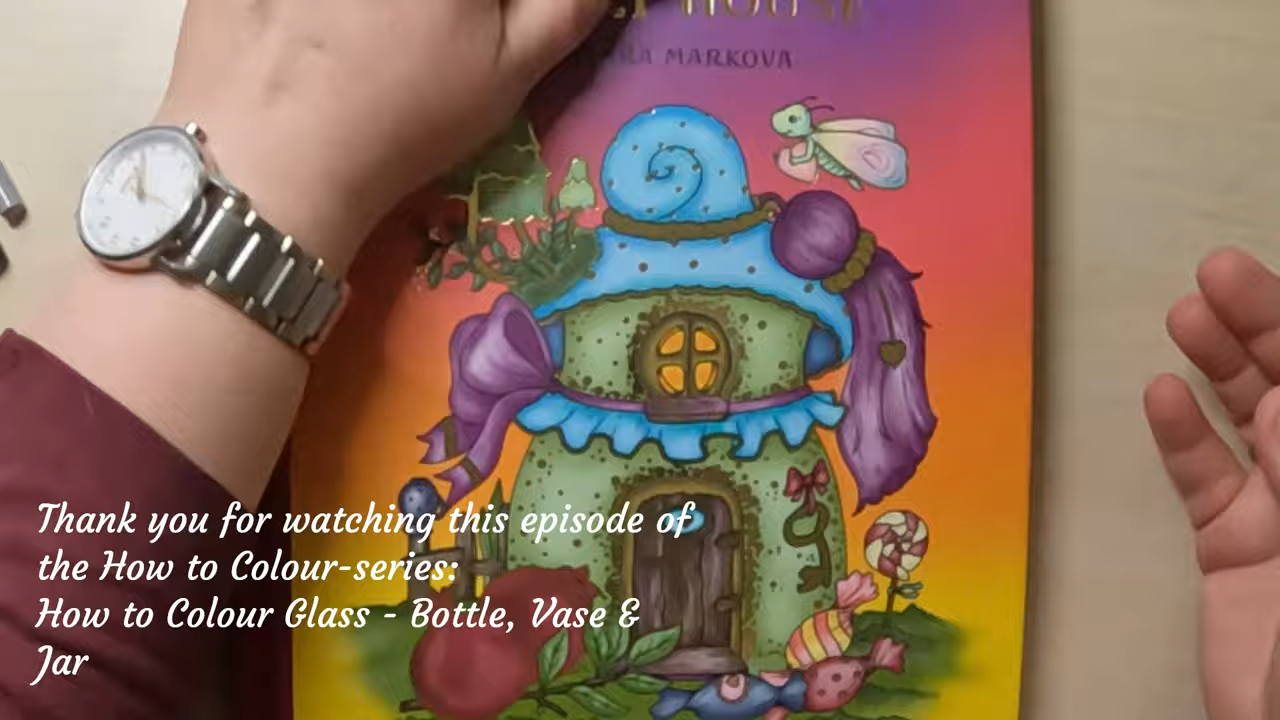 HOUSE
MARKOVA
Thank you for watching this episode of
the How to Colour-series:
How to Colour Glass - Bottle, Vase &
Jar